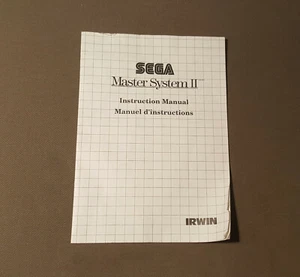 SEGA
Master System II
Instruction Manual
Manuel d'instructions
IRWIN